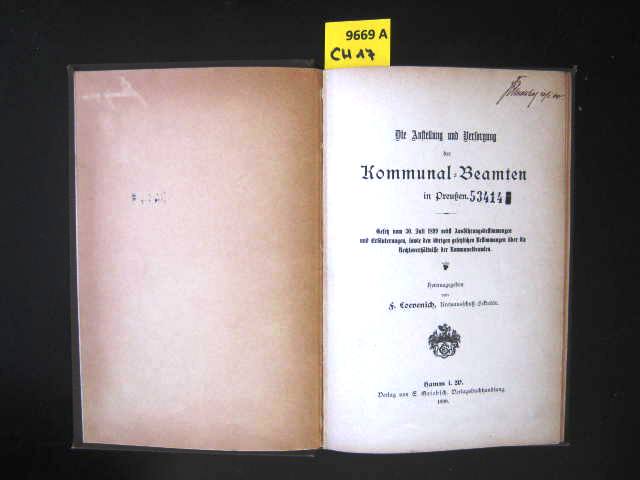 9669 A
CH 17
Die Anstellung und Versorgung
der
Kommunal-Beamten
in Preußen.
53414
Gesetz vom 30. Juli 1899 nebst Ausführungsbestimmungen
und Erläuterungen, sowie den übrigen gesetzlichen Bestimmungen über die
Rechtsverhältnisse der Kommunalbeamten.
Herausgegeben
von
F. Loevenich,
Hamm i. W.
Verlag von E. Griebsch, Verlagsbuchhandlung.
1899.